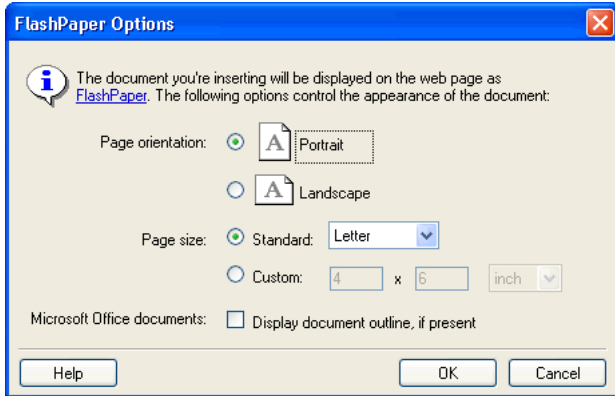 FlashPaper Options
The document you're inserting will be displayed on the web page as
FlashPaper. The following options control the appearance of the document:
Page orientation: A Portrait
A Landscape
Page size: Standard: Letter
Custom: 4 x 6 inch
Microsoft Office documents: Display document outline, if present
Help OK Cancel